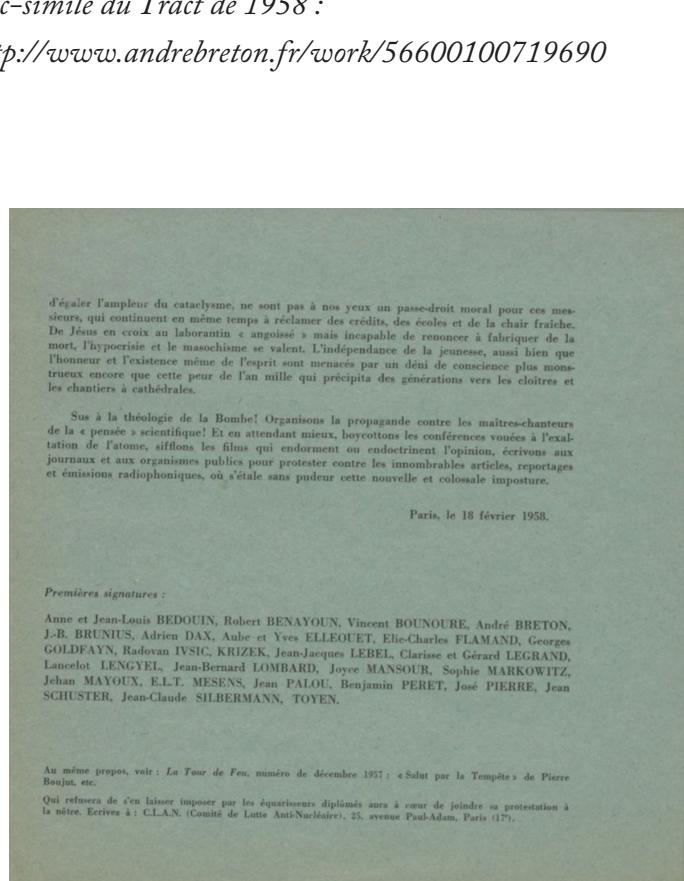 c-similé du Tract de 1958 :
tp://www.andrebreton.fr/work/56600100719690
d'égaler l'ampleur du cataclysme, ne sont pas à nos yeux un passe-droit moral pour ces mes-
sieurs, qui continuent en même temps à réclamer des crédits, des écoles et de la chair fraîche.
De Jésus en croix au laborantin « angoissé » mais incapable de renoncer à fabriquer de la
mort, l'hypocrisie et le masochisme se valent. L'indépendance de la jeunesse, aussi bien que
l'honneur et l'existence même de l'esprit sont menacés par un déni de conscience plus mons-
trueux encore que cette peur de l'an mille qui précipita des générations vers les cloîtres et
les chantiers à cathédrales.
Sus à la théologie de la Bombe! Organisons la propagande contre les maîtres-chanteurs
de la « pensée » scientifique! Et en attendant mieux, boycottons les conférences vouées à l'exal-
tation de l'atome, sifflons les films qui endorment ou endoctrinent l'opinion, écrivons aux
journaux et aux organismes publics pour protester contre les innombrables articles, reportages
et émissions radiophoniques, où s'étale sans pudeur cette nouvelle et colossale imposture.
Paris, le 18 février 1958.
Premières signatures :
Anne et Jean-Louis BEDOUIN, Robert BENAYOUN, Vincent BOUNOURE, André BRETON,
J.-B. BRUNIUS, Adrien DAX, Aube et Yves ELLEOUET, Elie-Charles FLAMAND, Georges
GOLDFAYN, Radovan IVSIC, KRIZEK, Jean-Jacques LEBEL, Clarisse et Gérard LEGRAND,
Lancelot LENGYEL, Jean-Bernard LOMBARD, Joyce MANSOUR, Sophie MARKOWITZ,
Jehan MAYOUX, E.L.T. MESENS, Jean PALOU, Benjamin PERET, José PIERRE, Jean
SCHUSTER, Jean-Claude SILBERMANN, TOYEN.
Au même propos, voir : La Tour de Feu, numéro de décembre 1957 : « Salut par la Tempête » de Pierre
Boujut, etc.
Qui refusera de s'en laisser imposer par les équarisseurs diplômés aura à cœur de joindre sa protestation à
la nôtre. Ecrivez à : C.L.A.N. (Comité de Lutte Anti-Nucléaire), 25, avenue Paul-Adam, Paris (17°).